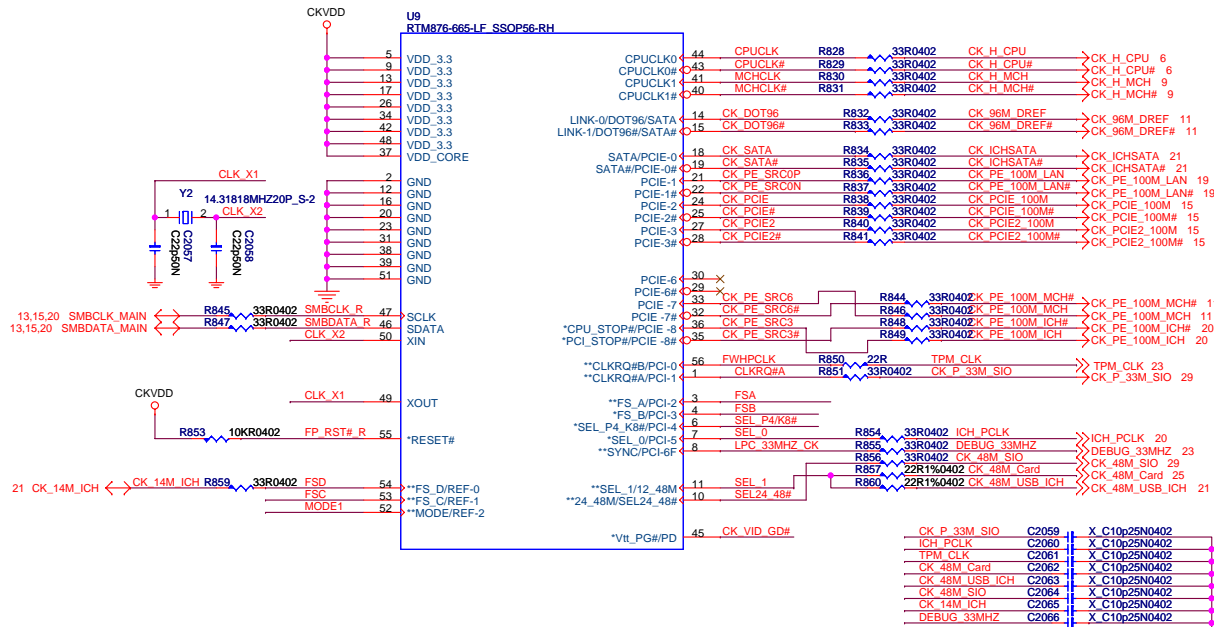 CKVDD
U9
RTM876-665-LF_SSOP56-RH
5 VDD_3.3
9 VDD_3.3
13 VDD_3.3
17 VDD_3.3
26 VDD_3.3
34 VDD_3.3
42 VDD_3.3
48 VDD_3.3
37 VDD_CORE
2 GND
12 GND
16 GND
20 GND
23 GND
31 GND
38 GND
39 GND
51 GND
CLK_X1
Y2
14.31818MHZ20P_S-2
1 2 CLK_X2
C2057
C22p50N
C2058
C22p50N
13,15,20 SMBCLK_MAIN R845 33R0402 SMBCLK_R 47 SCLK
13,15,20 SMBDATA_MAIN R847 33R0402 SMBDATA_R 46 SDATA
CLK_X2 50 XIN
CLK_X1 49 XOUT
CKVDD
R853 10KR0402 FP_RST#_R 55 *RESET#
21 CK_14M_ICH CK_14M_ICH R859 33R0402 FSD 54 **FS_D/REF-0
FSC 53 **FS_C/REF-1
MODE1 52 **MODE/REF-2
CPUCLK0 44 CPUCLK R828 33R0402 CK_H_CPU CK_H_CPU 6
CPUCLK0# 43 CPUCLK# R829 33R0402 CK_H_CPU# CK_H_CPU# 6
CPUCLK1 41 MCHCLK R830 33R0402 CK_H_MCH CK_H_MCH 9
CPUCLK1# 40 MCHCLK# R831 33R0402 CK_H_MCH# CK_H_MCH# 9
LINK-0/DOT96/SATA 14 CK_DOT96 R832 33R0402 CK_96M_DREF CK_96M_DREF 11
LINK-1/DOT96#/SATA# 15 CK_DOT96# R833 33R0402 CK_96M_DREF# CK_96M_DREF# 11
SATA/PCIE-0 18 CK_SATA R834 33R0402 CK_ICHSATA CK_ICHSATA 21
SATA#/PCIE-0# 19 CK_SATA# R835 33R0402 CK_ICHSATA# CK_ICHSATA# 21
PCIE-1 21 CK_PE_SRC0P R836 33R0402 CK_PE_100M_LAN CK_PE_100M_LAN 19
PCIE-1# 22 CK_PE_SRC0N R837 33R0402 CK_PE_100M_LAN# CK_PE_100M_LAN# 19
PCIE-2 24 CK_PCIE R838 33R0402 CK_PE_100M CK_PCIE_100M 15
PCIE-2# 25 CK_PCIE# R839 33R0402 CK_PE_100M# CK_PCIE_100M# 15
PCIE-3 27 CK_PCIE2 R840 33R0402 CK_PCIE2_100M CK_PCIE2_100M 15
PCIE-3# 28 CK_PCIE2# R841 33R0402 CK_PCIE2_100M# CK_PCIE2_100M# 15
PCIE-6 30
PCIE-6# 29
PCIE -7 33 CK_PE_SRC6 R844 33R0402 CK_PE_100M_MCH# CK_PE_100M_MCH# 1
PCIE -7# 32 CK_PE_SRC6# R846 33R0402 CK_PE_100M_MCH CK_PE_100M_MCH 11
*CPU_STOP#/PCIE -8 36 CK_PE_SRC3 R848 33R0402 CK_PE_100M_ICH# CK_PE_100M_ICH# 20
*PCI_STOP#/PCIE -8# 35 CK_PE_SRC3# R849 33R0402 CK_PE_100M_ICH CK_PE_100M_ICH 20
**CLKRQ#B/PCI-0 56 FWHPCLK R850 22R TPM_CLK TPM_CLK 23
**CLKRQ#A/PCI-1 1 CLKRQ#A R851 33R0402 CK_P_33M_SIO CK_P_33M_SIO 29
**FS_A/PCI-2 3 FSA
*FS_B/PCI-3 4 FSB
*SEL_P4_K8#/PCI-4 6 SEL_P4/K8#
*SEL_0/PCI-5 7 SEL_0 R854 33R0402 ICH_PCLK ICH_PCLK 20
**SYNC/PCI-6F 8 LPC_33MHZ_CK R855 33R0402 DEBUG_33MHZ DEBUG_33MHZ 23
R856 33R0402 CK_48M_SIO CK_48M_SIO 29
R857 22R1%0402 CK_48M_Card CK_48M_Card 25
**SEL_1/12_48M 11 SEL_1 R860 22R1%0402 CK_48M_USB_ICH CK_48M_USB_ICH 21
**24_48M/SEL24_48# 10 SEL24_48#
*Vtt_PG#/PD 45 CK_VID_GD#
CK_P_33M_SIO C2059 X_C10p25N0402
ICH_PCLK C2060 X_C10p25N0402
TPM_CLK C2061 X_C10p25N0402
CK_48M_Card C2062 X_C10p25N0402
CK_48M_USB_ICH C2063 X_C10p25N0402
CK_48M_SIO C2064 X_C10p25N0402
CK_14M_ICH C2065 X_C10p25N0402
DEBUG_33MHZ C2066 X_C10p25N0402